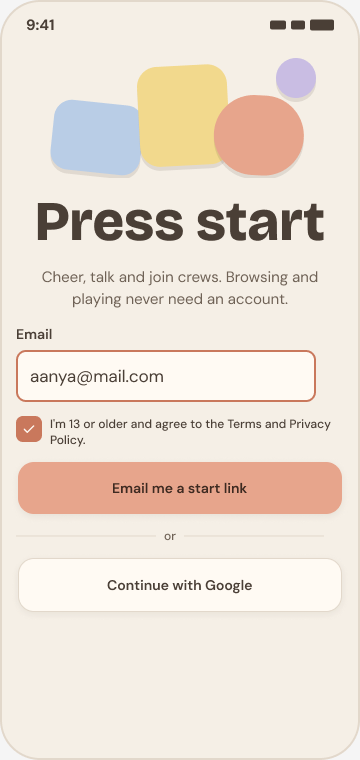 9:41
Press start
Cheer, talk and join crews. Browsing and
playing never need an account.
Email
aanya@mail.com
I'm 13 or older and agree to the Terms and Privacy
Policy.
Email me a start link
or
Continue with Google